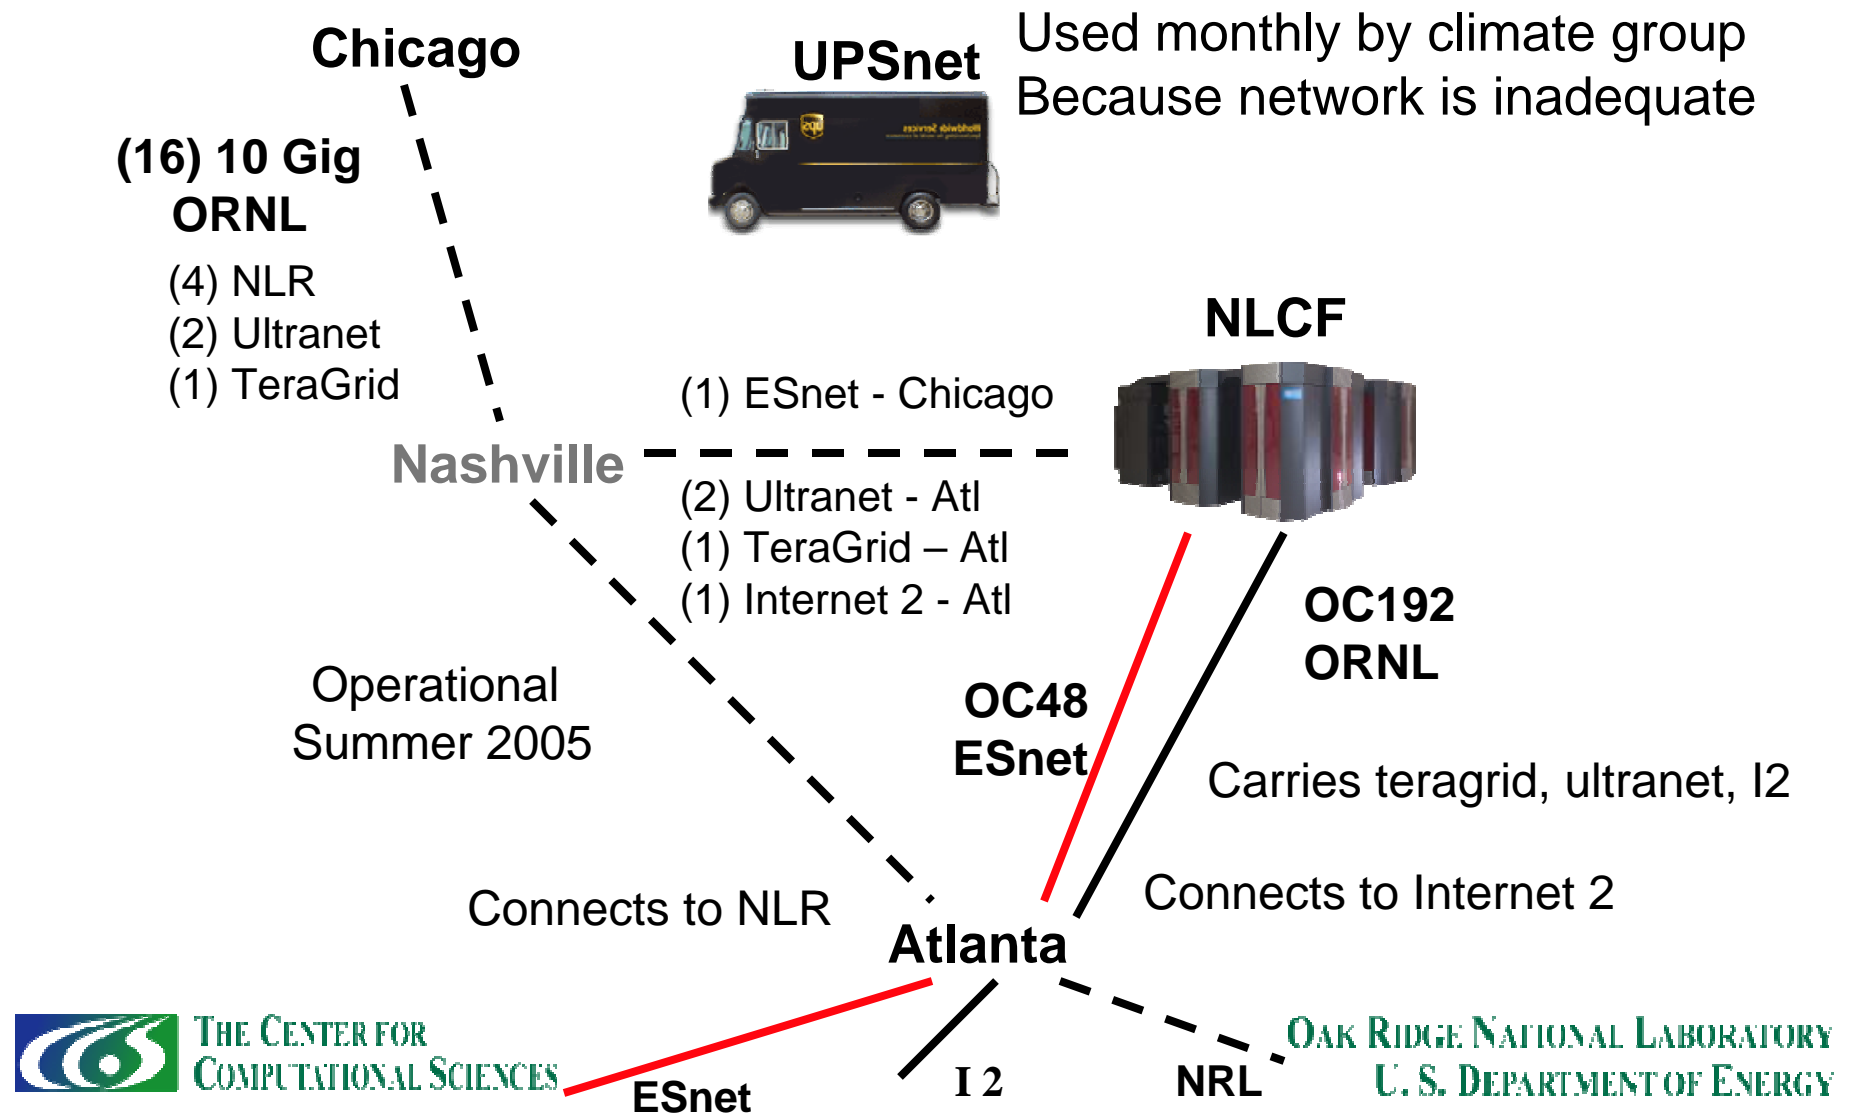 Chicago
UPSnet
Used monthly by climate group
Because network is inadequate
ups
Worldwide Services
(16) 10 Gig
ORNL
(4) NLR
(2) Ultranet
(1) TeraGrid
NLCF
(1) ESnet - Chicago
Nashville
(2) Ultranet - Atl
(1) TeraGrid – Atl
(1) Internet 2 - Atl
OC192
ORNL
Operational
Summer 2005
OC48
ESnet
Carries teragrid, ultranet, I2
Connects to NLR
Connects to Internet 2
Atlanta
THE CENTER FOR
COMPUTATIONAL SCIENCES
ESnet
I 2
NRL
OAK RIDGE NATIONAL LABORATORY
U. S. DEPARTMENT OF ENERGY